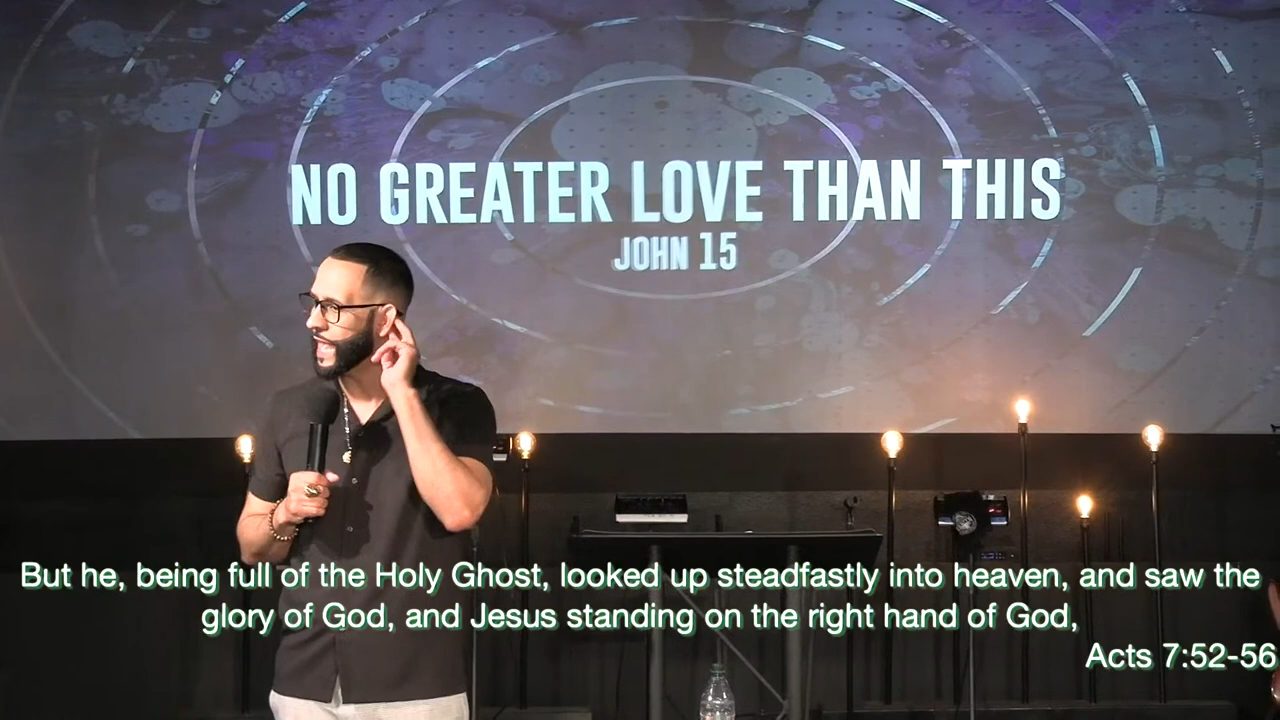 NO GREATER LOVE THAN THIS
JOHN 15
But he, being full of the Holy Ghost, looked up steadfastly into heaven, and saw the
glory of God, and Jesus standing on the right hand of God,
Acts 7:52-56